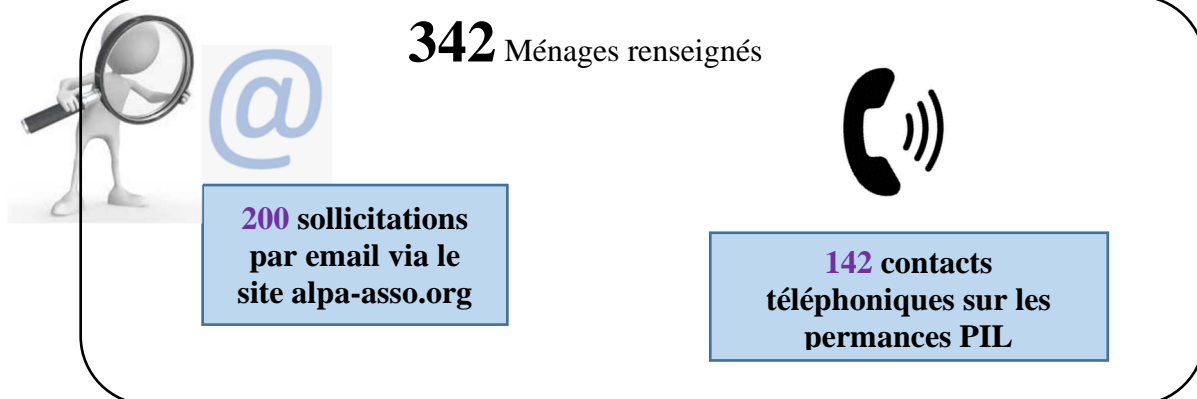 342 Ménages renseignés
@
200 sollicitations
par email via le
site alpa-asso.org
142 contacts
téléphoniques sur les
permances PIL